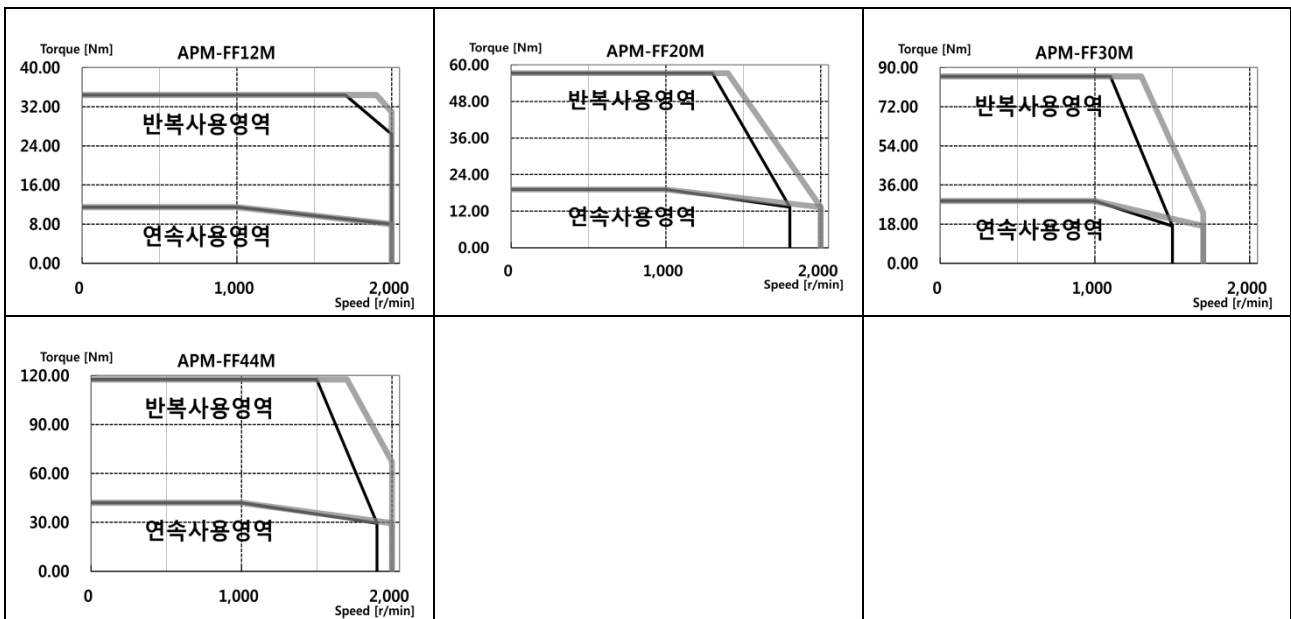 Torque [Nm]
APM-FF12M
40.00
32.00
24.00
16.00
8.00
0.00
반복사용영역
연속사용영역
0
1,000
2,000
Speed [r/min]
Torque [Nm]
APM-FF20M
60.00
48.00
36.00
24.00
12.00
0.00
반복사용영역
연속사용영역
0
1,000
2,000
Speed [r/min]
Torque [Nm]
APM-FF30M
90.00
72.00
54.00
36.00
18.00
0.00
반복사용영역
연속사용영역
0
1,000
2,000
Speed [r/min]
Torque [Nm]
APM-FF44M
120.00
90.00
60.00
30.00
0.00
반복사용영역
연속사용영역
0
1,000
2,000
Speed [r/min]